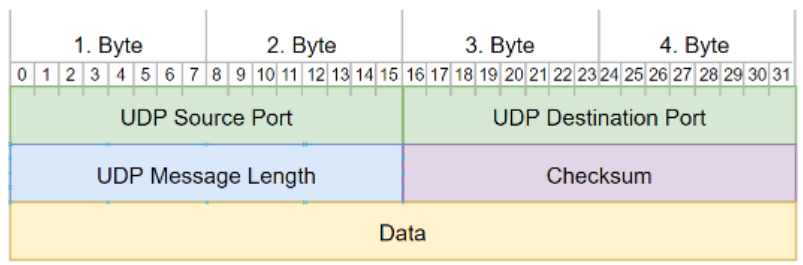 1. Byte 2. Byte 3. Byte 4. Byte
0 1 2 3 4 5 6 7 8 9 10 11 12 13 14 15 16 17 18 19 20 21 22 23 24 25 26 27 28 29 30 31
UDP Source Port UDP Destination Port
UDP Message Length Checksum
Data